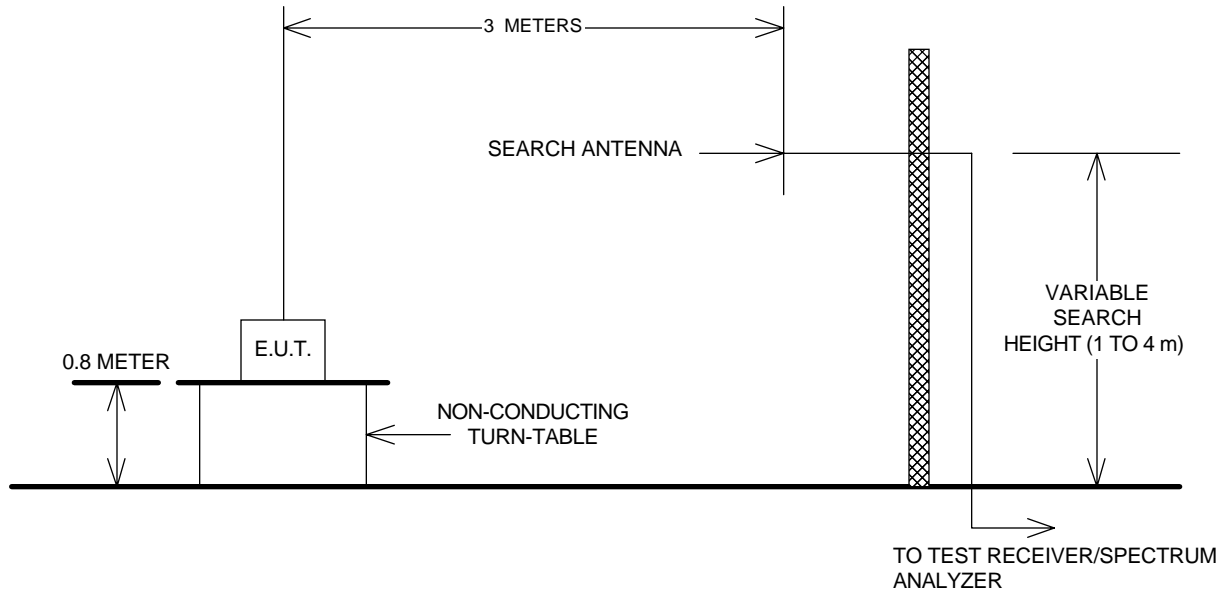 3 METERS
SEARCH ANTENNA
E.U.T.
0.8 METER
NON-CONDUCTING
TURN-TABLE
VARIABLE
SEARCH
HEIGHT (1 TO 4 m)
TO TEST RECEIVER/SPECTRUM
ANALYZER